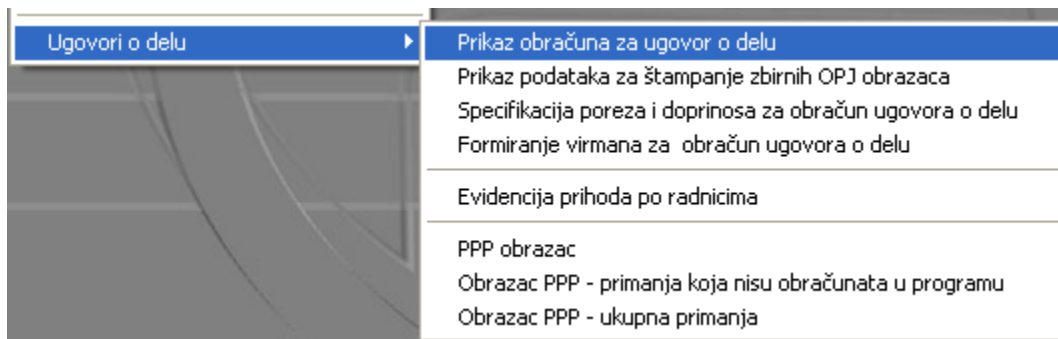 Ugovori o delu
Prikaz obračuna za ugovor o delu
Prikaz podataka za štampanje zbirnih OPJ obrazaca
Specifikacija poreza i doprinosa za obračun ugovora o delu
Formiranje virmana za  obračun ugovora o delu
Evidencija prihoda po radnicima
PPP obrazac
Obrazac PPP - primanja koja nisu obračunata u programu
Obrazac PPP - ukupna primanja